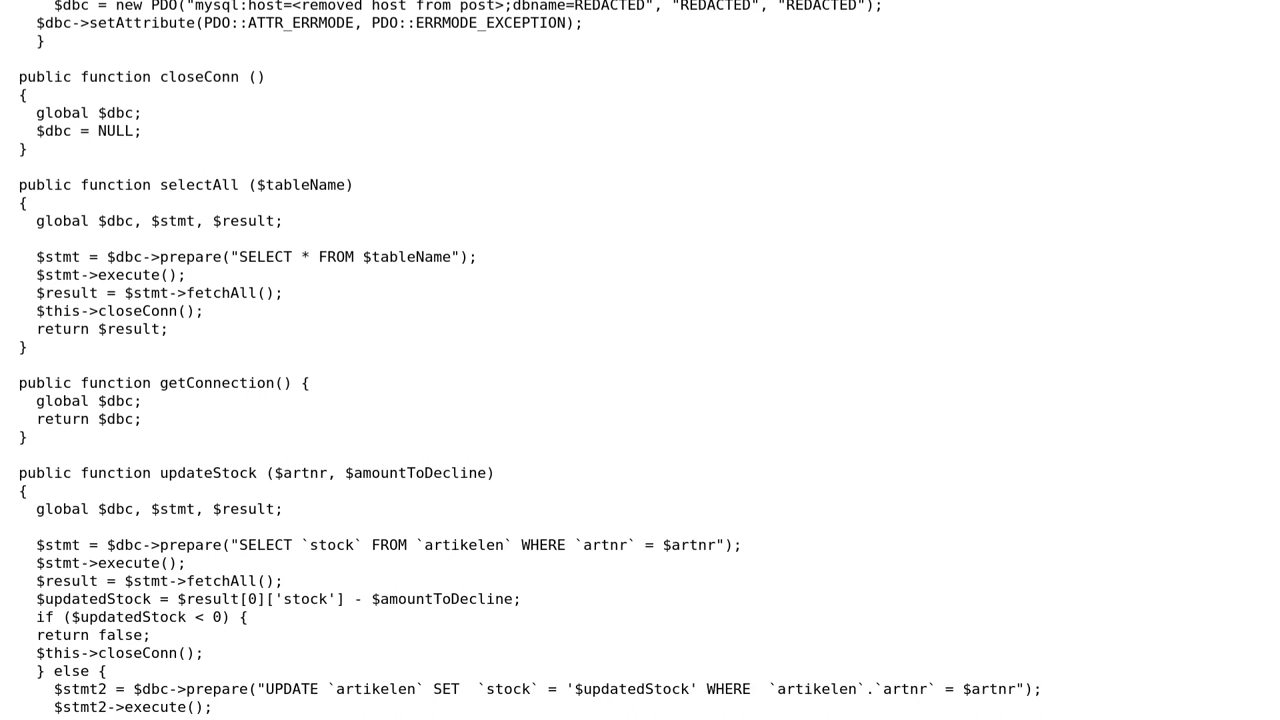 $dbc = new PDO("mysql:host=<removed host from post>;dbname=REDACTED", "REDACTED", "REDACTED");
$dbc->setAttribute(PDO::ATTR_ERRMODE, PDO::ERRMODE_EXCEPTION);
}
public function closeConn ()
{
global $dbc;
$dbc = NULL;
}
public function selectAll ($tableName)
{
global $dbc, $stmt, $result;
$stmt = $dbc->prepare("SELECT * FROM $tableName");
$stmt->execute();
$result = $stmt->fetchAll();
$this->closeConn();
return $result;
}
public function getConnection() {
global $dbc;
return $dbc;
}
public function updateStock ($artnr, $amountToDecline)
{
global $dbc, $stmt, $result;
$stmt = $dbc->prepare("SELECT `stock` FROM `artikelen` WHERE `artnr` = $artnr");
$stmt->execute();
$result = $stmt->fetchAll();
$updatedStock = $result[0]['stock'] - $amountToDecline;
if ($updatedStock < 0) {
return false;
$this->closeConn();
} else {
$stmt2 = $dbc->prepare("UPDATE `artikelen` SET  `stock` = '$updatedStock' WHERE  `artikelen`.`artnr` = $artnr");
$stmt2->execute();